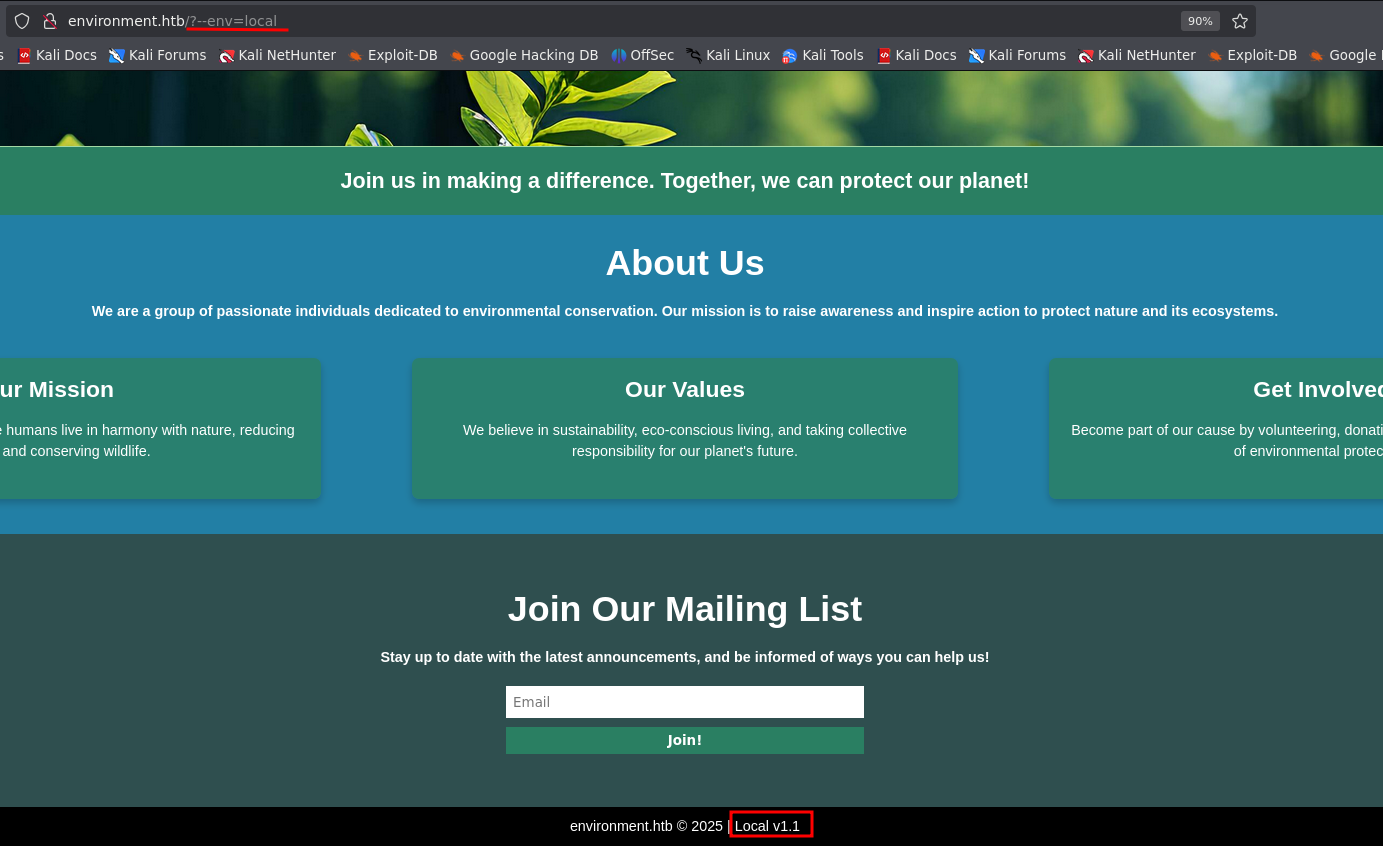 environment.htb/?--env=local
90%
s Kali Docs Kali Forums Kali NetHunter Exploit-DB Google Hacking DB OffSec Kali Linux Kali Tools Kali Docs Kali Forums Kali NetHunter Exploit-DB Google
Join us in making a difference. Together, we can protect our planet!
About Us
We are a group of passionate individuals dedicated to environmental conservation. Our mission is to raise awareness and inspire action to protect nature and its ecosystems.
ur Mission
humans live in harmony with nature, reducing
and conserving wildlife.
Our Values
We believe in sustainability, eco-conscious living, and taking collective
responsibility for our planet's future.
Get Involved
Become part of our cause by volunteering, donati
of environmental protec
Join Our Mailing List
Stay up to date with the latest announcements, and be informed of ways you can help us!
Email
Join!
environment.htb © 2025 | Local v1.1